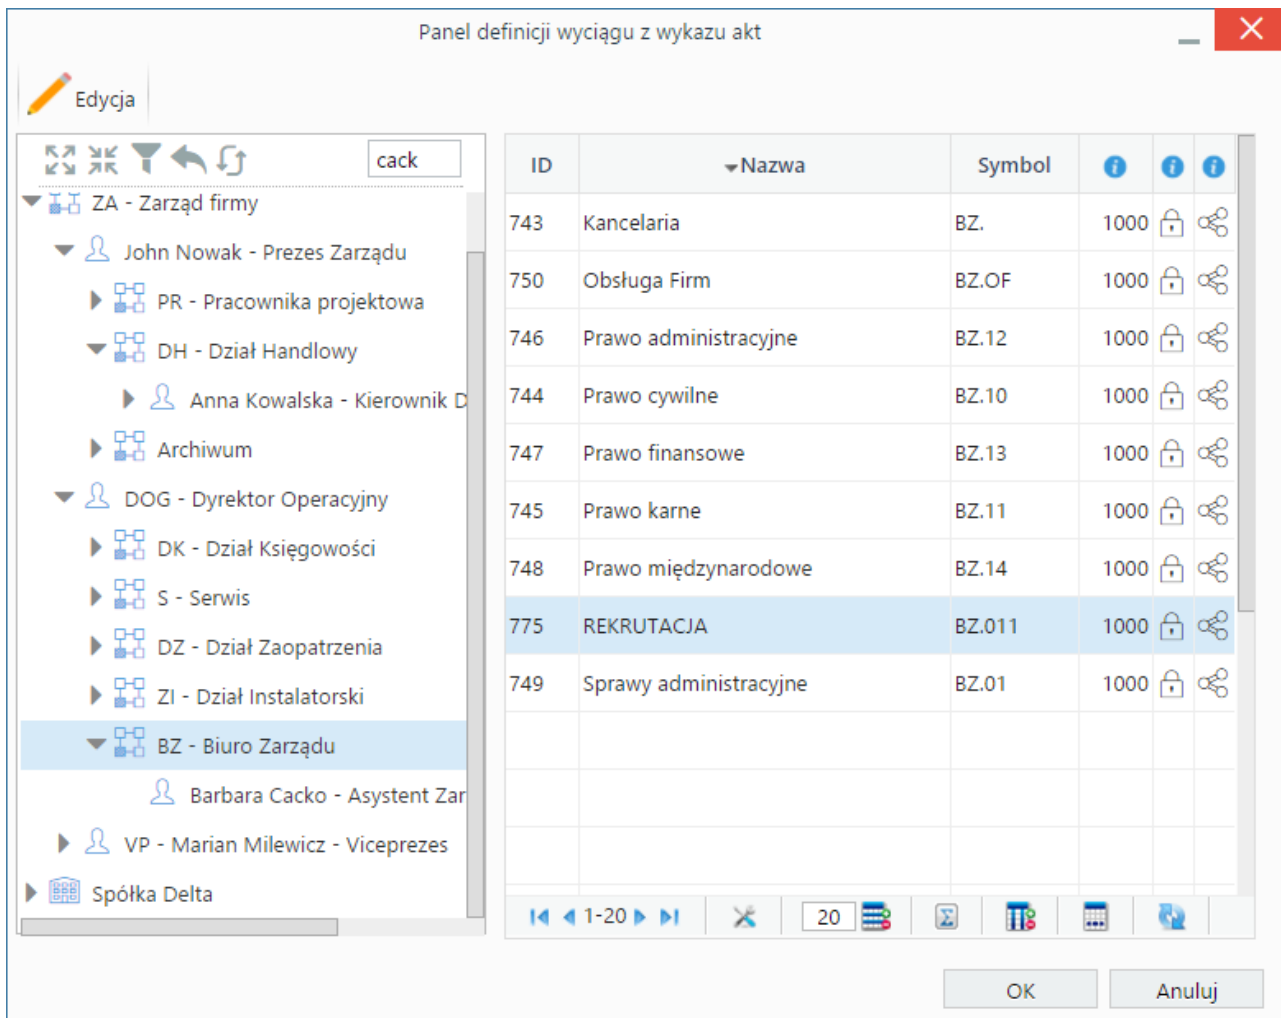 Panel definicji wyciągu z wykazu akt
Edycja
cack
ZA - Zarząd firmy
John Nowak - Prezes Zarządu
PR - Pracownika projektowa
DH - Dział Handlowy
Anna Kowalska - Kierownik D
Archiwum
DOG - Dyrektor Operacyjny
DK - Dział Księgowości
S - Serwis
DZ - Dział Zaopatrzenia
ZI - Dział Instalatorski
BZ - Biuro Zarządu
Barbara Cacko - Asystent Zar
VP - Marian Milewicz - Viceprezes
Spółka Delta
ID Nazwa Symbol
743 Kancelaria BZ. 1000
750 Obsługa Firm BZ.OF 1000
746 Prawo administracyjne BZ.12 1000
744 Prawo cywilne BZ.10 1000
747 Prawo finansowe BZ.13 1000
745 Prawo karne BZ.11 1000
748 Prawo międzynarodowe BZ.14 1000
775 REKRUTACJA BZ.011 1000
749 Sprawy administracyjne BZ.01 1000
1-20 20
OK Anuluj